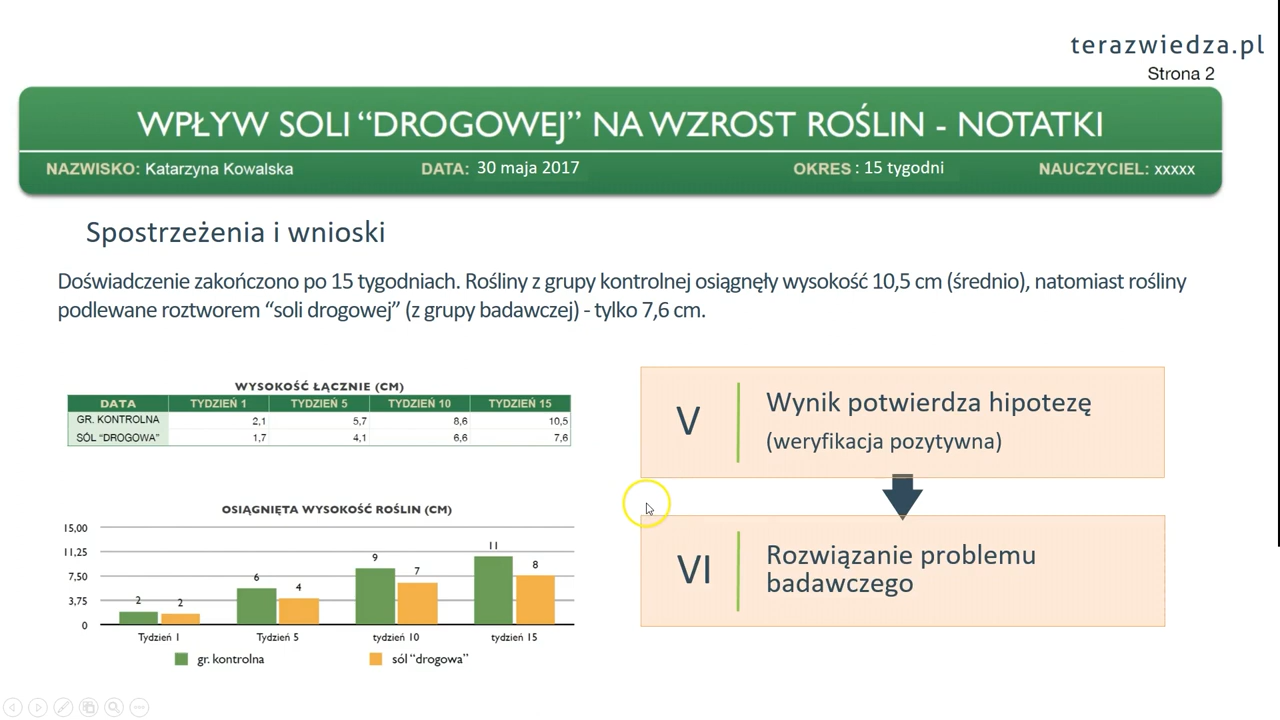 terazwiedza.pl
Strona 2
WPŁYW SOLI “DROGOWEJ” NA WZROST ROŚLIN - NOTATKI
NAZWISKO: Katarzyna Kowalska DATA: 30 maja 2017 OKRES : 15 tygodni NAUCZYCIEL: xxxxx
Spostrzeżenia i wnioski
Doświadczenie zakończono po 15 tygodniach. Rośliny z grupy kontrolnej osiągnęły wysokość 10,5 cm (średnio), natomiast rośliny
podlewane roztworem “soli drogowej” (z grupy badawczej) - tylko 7,6 cm.
WYSOKOŚĆ ŁĄCZNIE (CM)
DATA TYDZIEŃ 1 TYDZIEŃ 5 TYDZIEŃ 10 TYDZIEŃ 15
GR. KONTROLNA 2,1 5,7 8,6 10,5
SÓL “DROGOWA” 1,7 4,1 6,6 7,6
OSIĄGNIĘTA WYSOKOŚĆ ROŚLIN (CM)
15,00
11,25
7,50
3,75
0
2 2 6 4 9 7 11 8
Tydzień 1 Tydzień 5 tydzień 10 tydzień 15
gr. kontrolna sól “drogowa”
V Wynik potwierdza hipotezę
(weryfikacja pozytywna)
VI Rozwiązanie problemu
badawczego